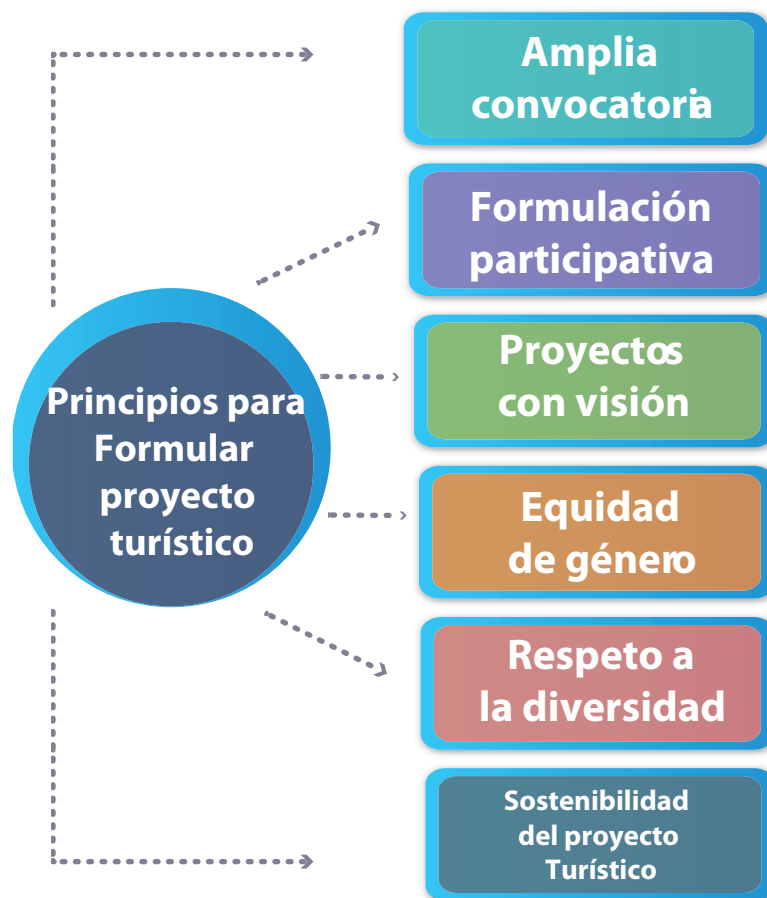 Principios para
Formular
proyecto
turístico
Amplia
convocatoria
Formulación
participativa
Proyectos
con visión
Equidad
de género
Respeto a
la diversidad
Sostenibilidad
del proyecto
Turístico